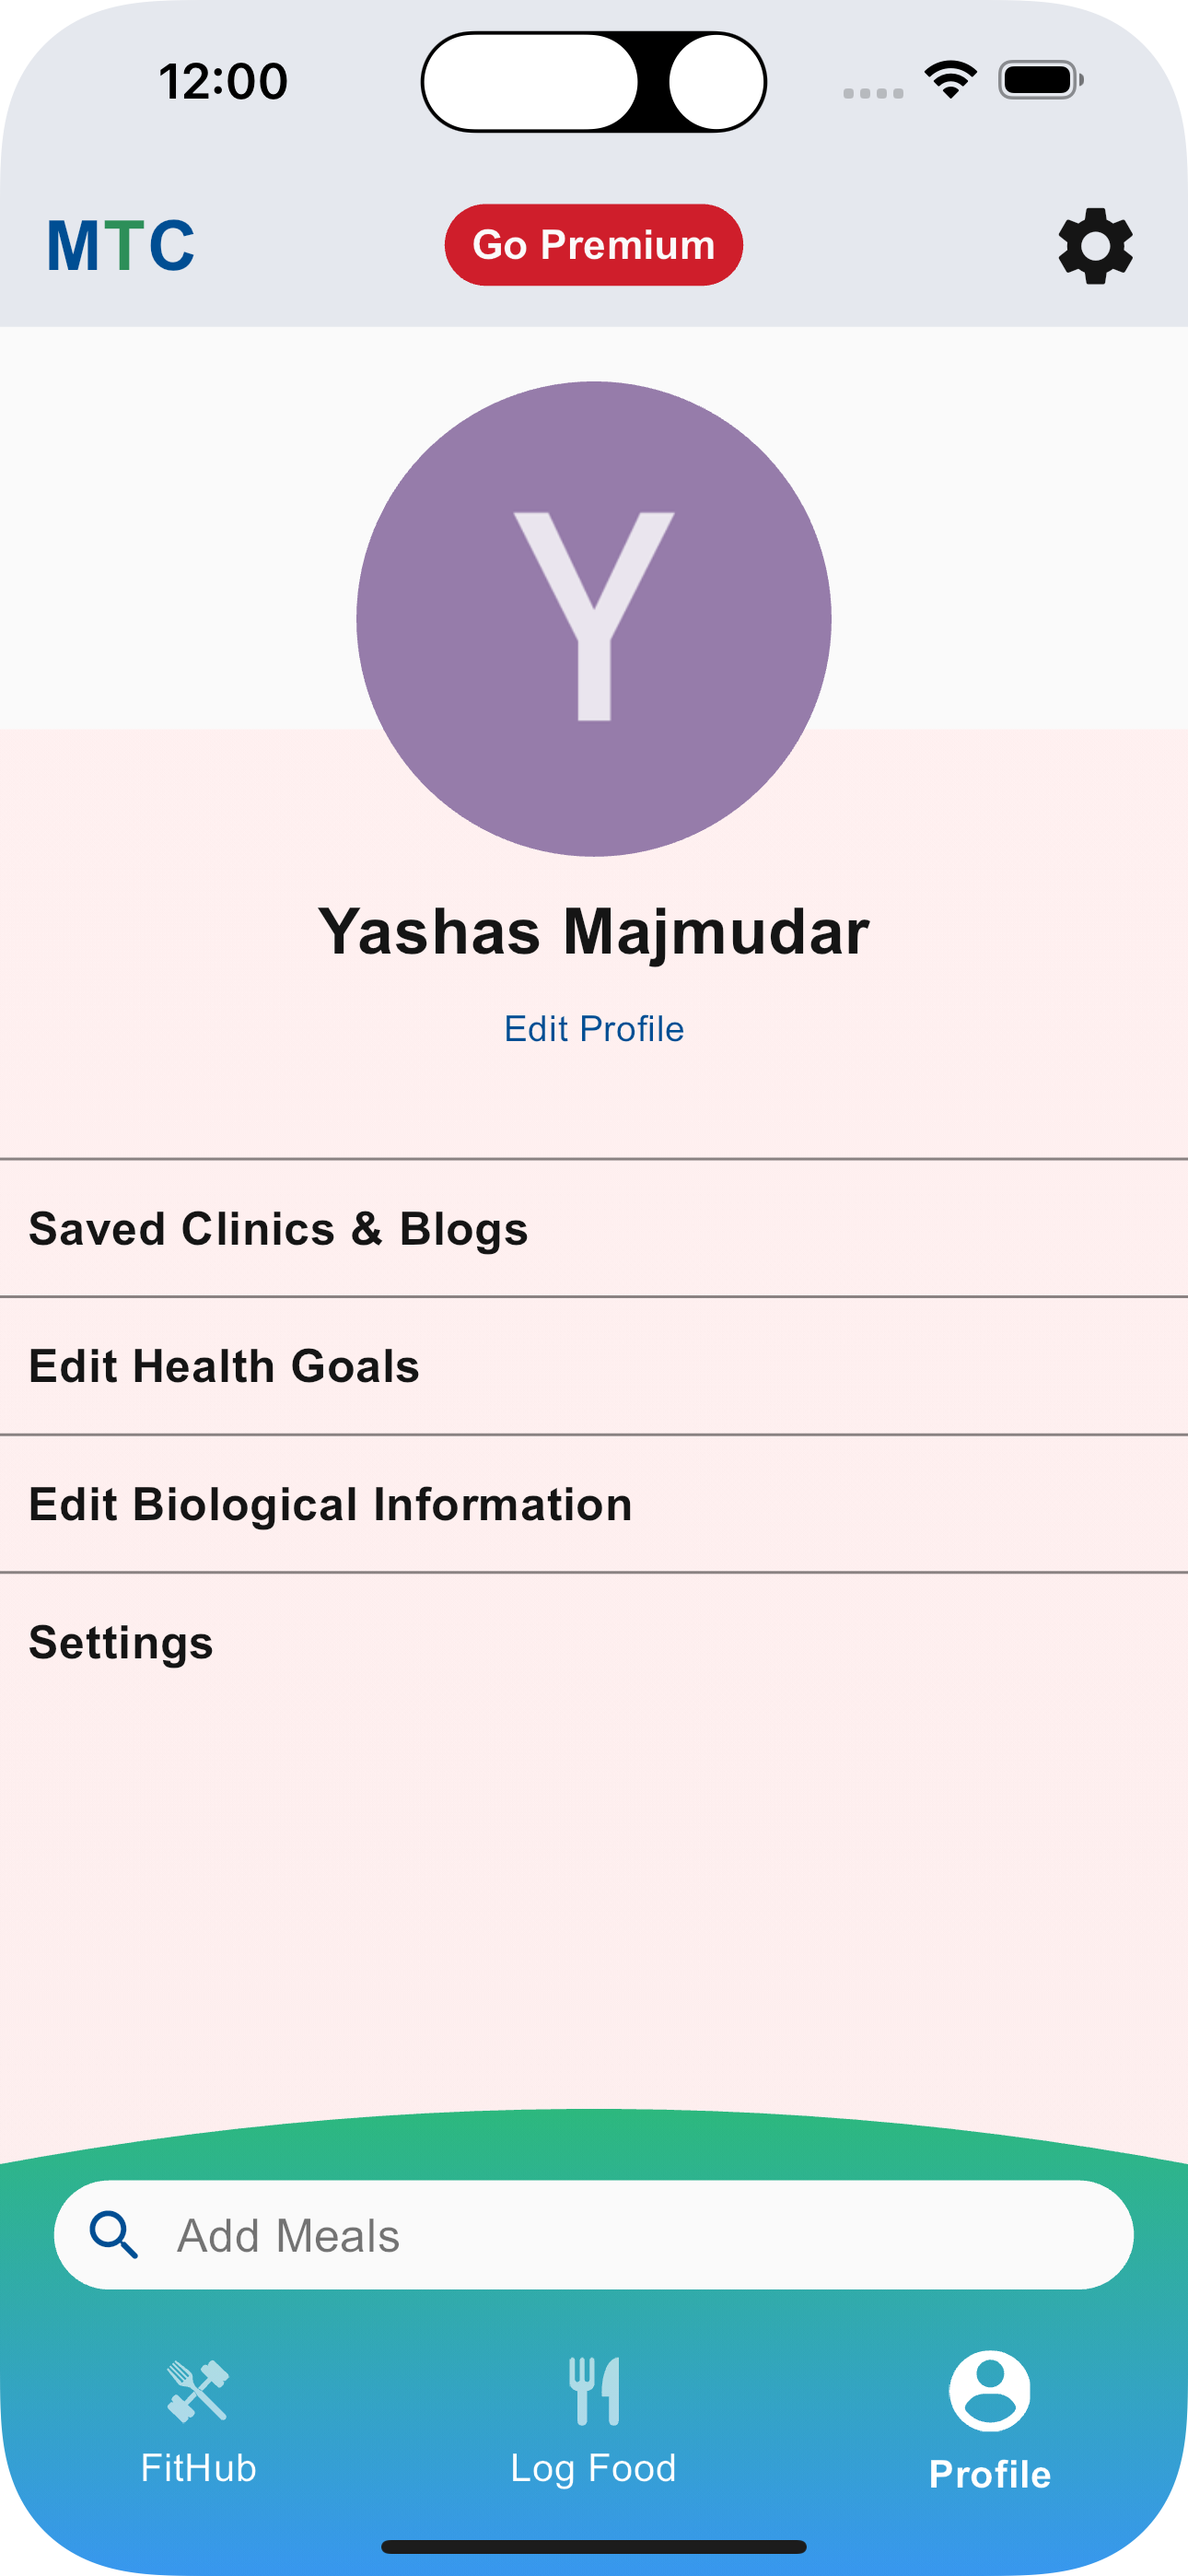 12:00
MTC
Go Premium
Y
Yashas Majmudar
Edit Profile
Saved Clinics & Blogs
Edit Health Goals
Edit Biological Information
Settings
Add Meals
FitHub
Log Food
Profile